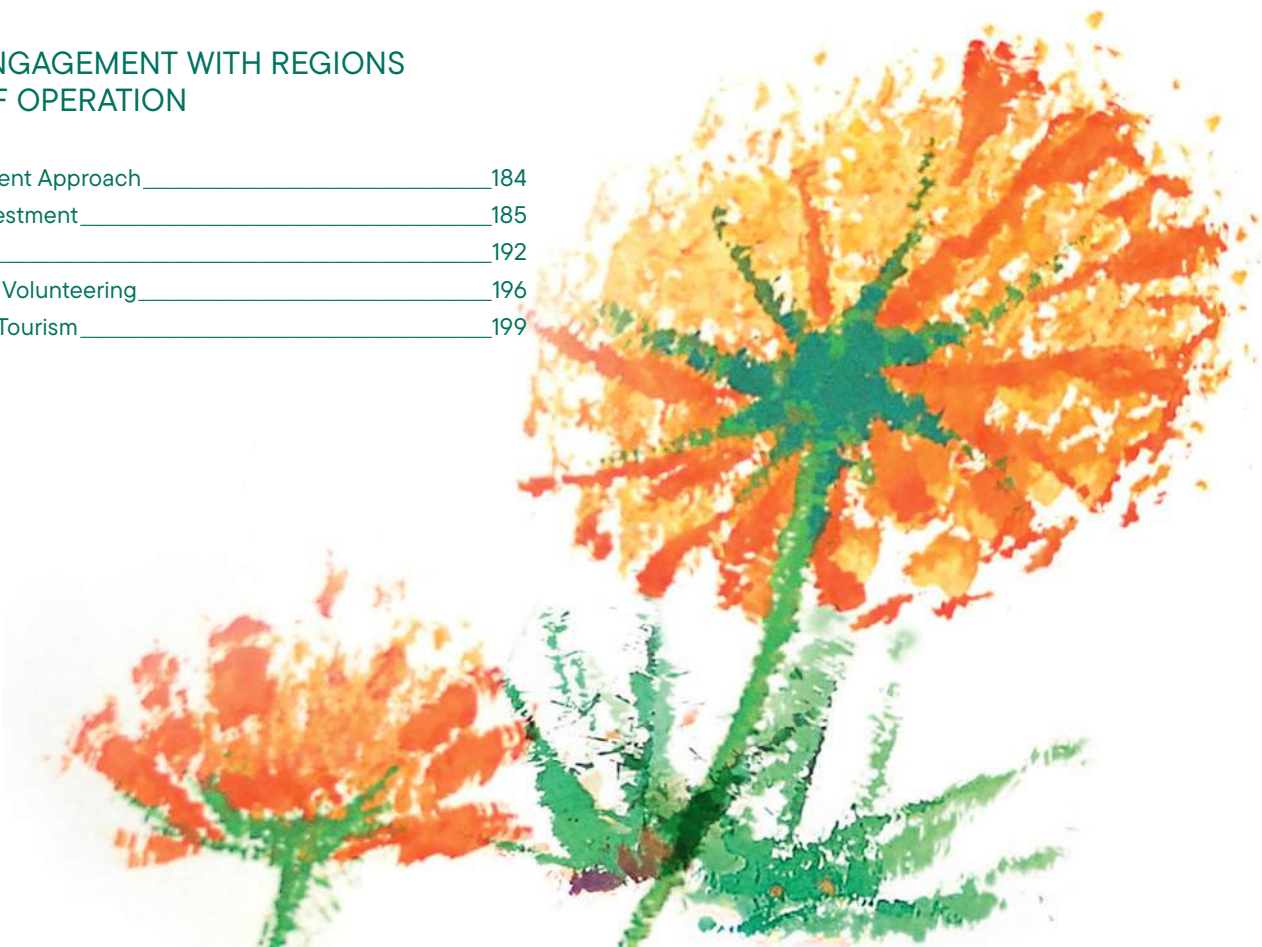 NGAGEMENT WITH REGIONS
F OPERATION
ent Approach 184
estment 185
192
Volunteering 196
Tourism 199